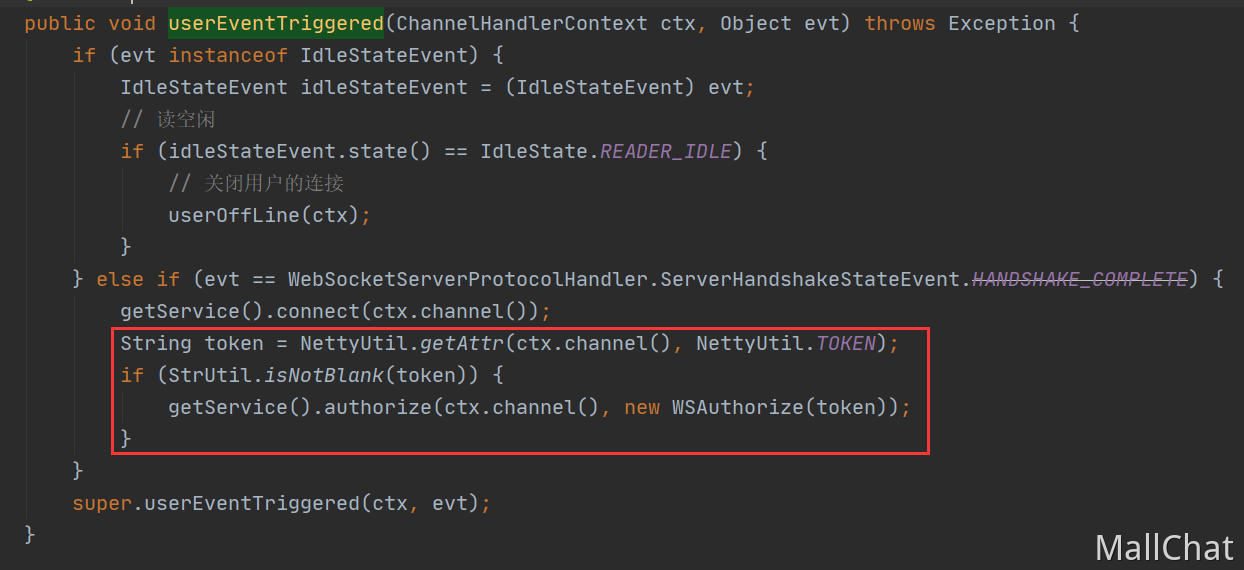 public void userEventTriggered(ChannelHandlerContext ctx, Object evt) throws Exception {
if (evt instanceof IdleStateEvent) {
IdleStateEvent idleStateEvent = (IdleStateEvent) evt;
// 读空闲
if (idleStateEvent.state() == IdleState.READER_IDLE) {
// 关闭用户的连接
userOffLine(ctx);
}
} else if (evt == WebSocketServerProtocolHandler.ServerHandshakeStateEvent.HANDSHAKE_COMPLETE) {
getService().connect(ctx.channel());
String token = NettyUtil.getAttr(ctx.channel(), NettyUtil.TOKEN);
if (StrUtil.isNotBlank(token)) {
getService().authorize(ctx.channel(), new WSAuthorize(token));
}
}
super.userEventTriggered(ctx, evt);
}
MallChat